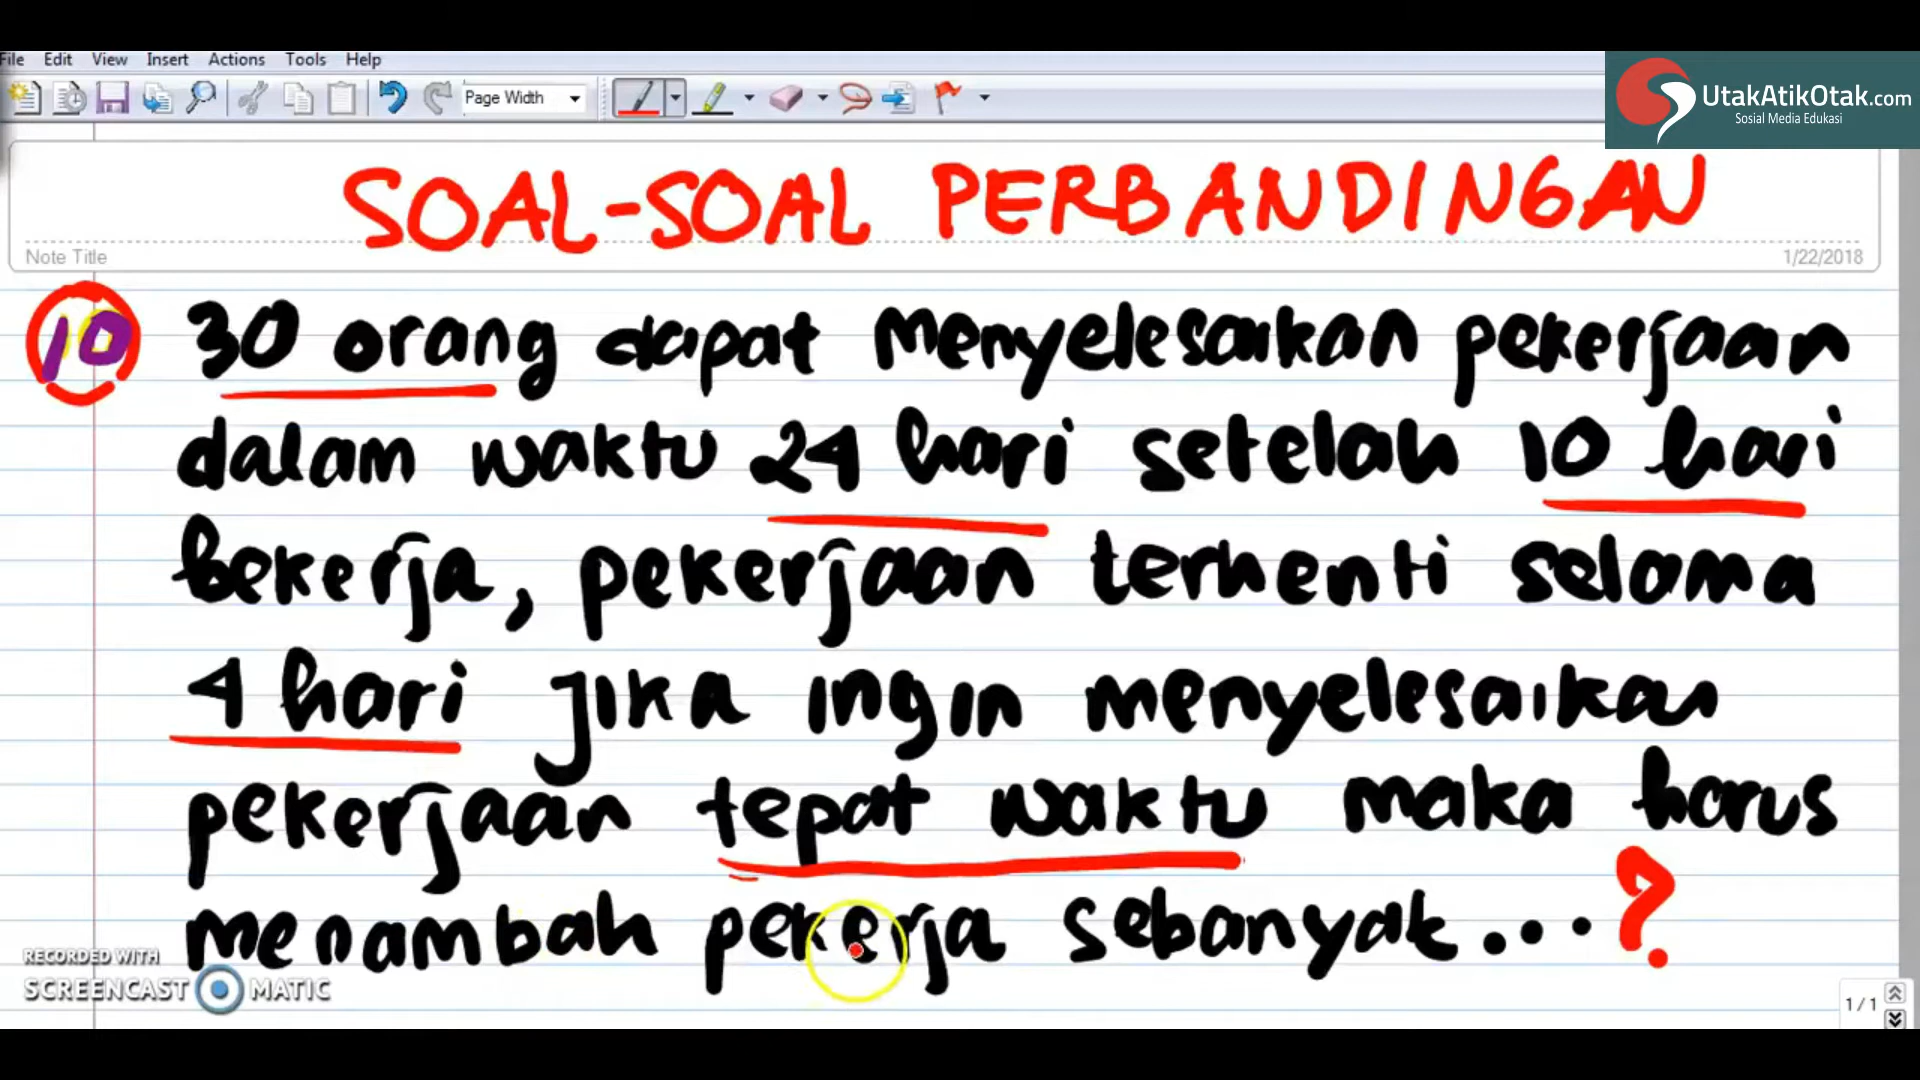 File Edit View Insert Actions Tools Help
Page Width
UtakAtikOtak.com
Sosial Media Edukasi
SOAL-SOAL PERBANDINGAN
Note Title
1/22/2018
10 30 orang dapat menyelesaikan pekerjaan
dalam waktu 24 hari setelah 10 hari
bekerja, pekerjaan terhenti selama
4 hari jika ingin menyelesaikan
pekerjaan tepat waktu maka harus
menambah pekerja sebanyak...?
RECORDED WITH
SCREENCAST MATIC
1 / 1